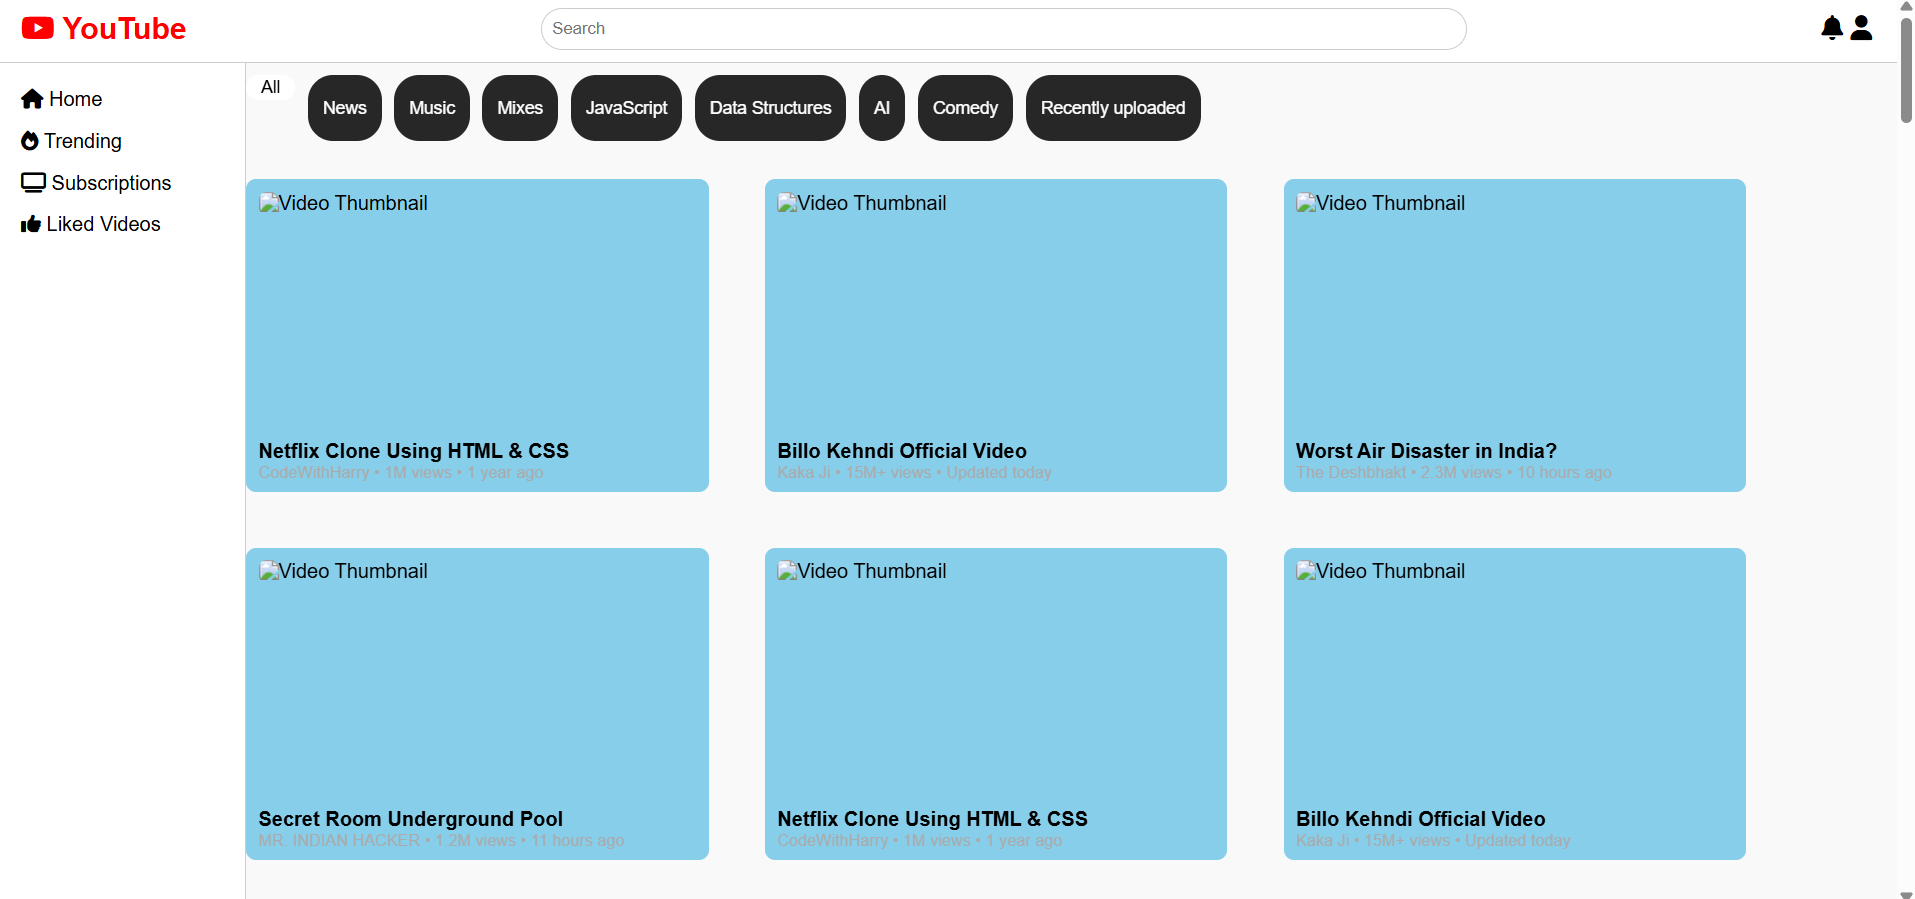 YouTube
Search
Home
Trending
Subscriptions
Liked Videos
All
News
Music
Mixes
JavaScript
Data Structures
AI
Comedy
Recently uploaded
Video Thumbnail
Netflix Clone Using HTML & CSS
CodeWithHarry • 1M views • 1 year ago
Video Thumbnail
Billo Kehndi Official Video
Kaka Ji • 15M+ views • Updated today
Video Thumbnail
Worst Air Disaster in India?
The Deshbhakt • 2.3M views • 10 hours ago
Video Thumbnail
Secret Room Underground Pool
MR. INDIAN HACKER • 1.2M views • 11 hours ago
Video Thumbnail
Netflix Clone Using HTML & CSS
CodeWithHarry • 1M views • 1 year ago
Video Thumbnail
Billo Kehndi Official Video
Kaka Ji • 15M+ views • Updated today